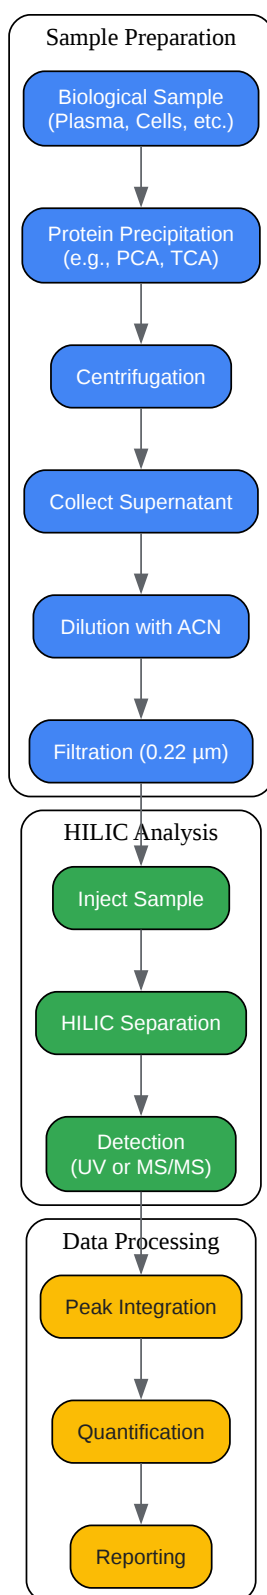 Sample Preparation
Biological Sample
(Plasma, Cells, etc.)
Protein Precipitation
(e.g., PCA, TCA)
Centrifugation
Collect Supernatant
Dilution with ACN
Filtration (0.22 µm)
HILIC Analysis
Inject Sample
HILIC Separation
Detection
(UV or MS/MS)
Data Processing
Peak Integration
Quantification
Reporting